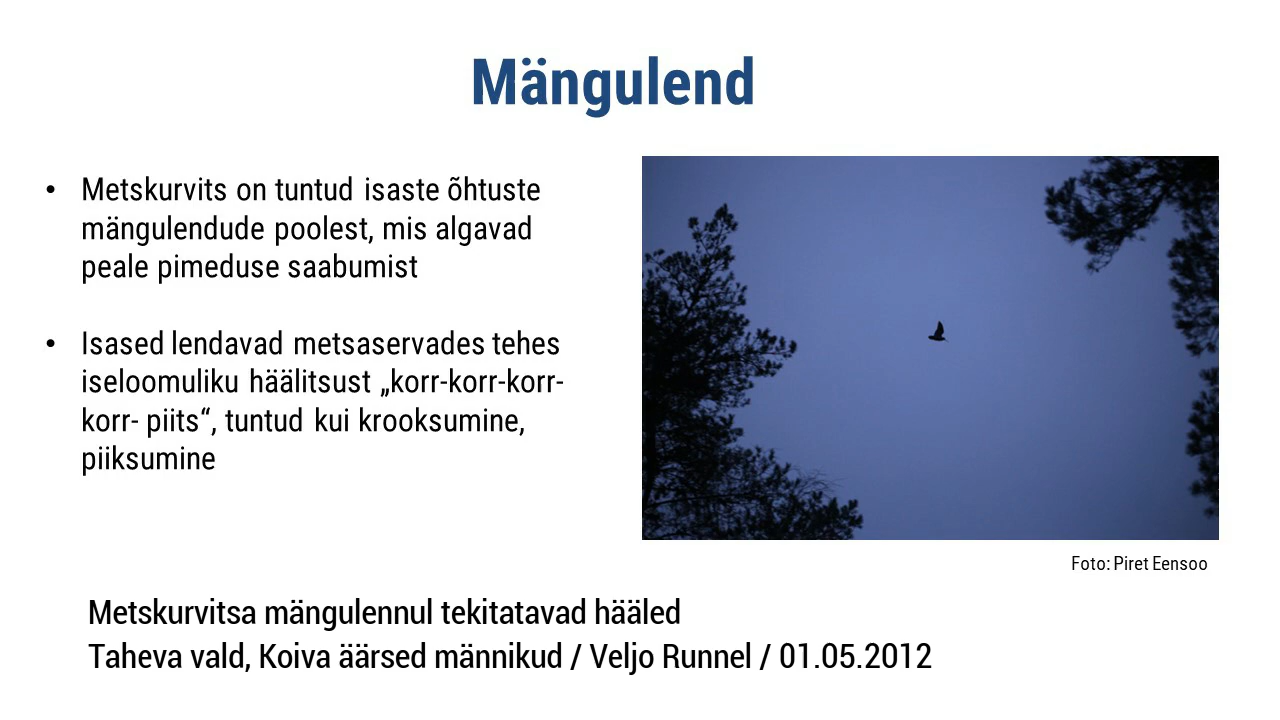 Mängulend
• Metskurvits on tuntud isaste õhtuste
mängulendude poolest, mis algavad
peale pimeduse saabumist
• Isased lendavad metsaservades tehes
iseloomuliku häälitsust „korr-korr-korr-
korr- piits“, tuntud kui krooksumine,
piiksumine
Foto: Piret Eensoo
Metskurvitsa mängulennul tekitatavad hääled
Taheva vald, Koiva äärsed männikud / Veljo Runnel / 01.05.2012